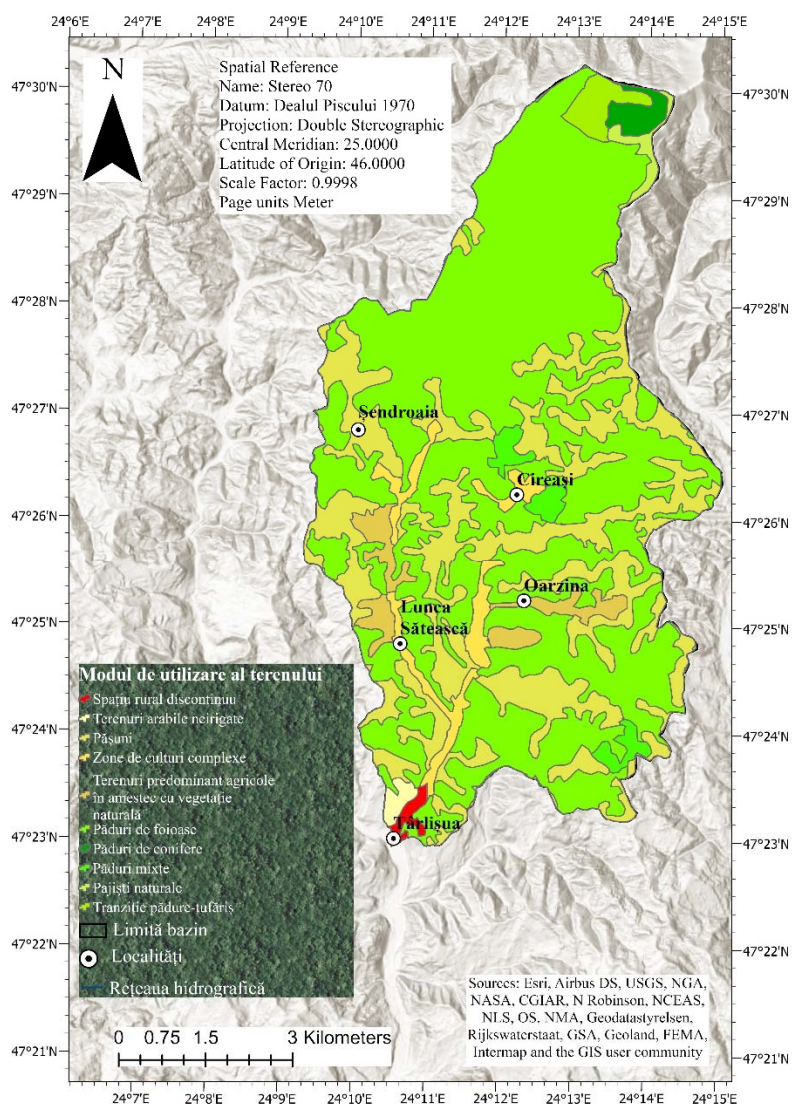 24°6'E 24°7'E 24°8'E 24°9'E 24°10'E 24°11'E 24°12'E 24°13'E 24°14'E 24°15'E
N
Spatial Reference
Name: Stereo 70
Datum: Dealul Piscului 1970
Projection: Double Stereographic
Central Meridian: 25.0000
Latitude of Origin: 46.0000
Scale Factor: 0.9998
Page units Meter
47°30'N 47°30'N
47°29'N 47°29'N
47°28'N 47°28'N
47°27'N 47°27'N
47°26'N 47°26'N
47°25'N 47°25'N
47°24'N 47°24'N
47°23'N 47°23'N
47°22'N 47°22'N
47°21'N 47°21'N
Șendroaia
Cireași
Oarzina
Lunca
Sătească
Târlișua
Modul de utilizare al terenului
Spațiu rural discontinuu
Terenuri arabile neirigate
Pășuni
Zone de culturi complexe
Terenuri predominant agricole
în amestec cu vegetație
naturală
Păduri de foioase
Păduri de conifere
Păduri mixte
Pajiști naturale
Tranziție pădure-tufăriș
Limită bazin
Localități
Rețeaua hidrografică
0 0.75 1.5 3 Kilometers
Sources: Esri, Airbus DS, USGS, NGA,
NASA, CGIAR, N Robinson, NCEAS,
NLS, OS, NMA, Geodatastyrelsen,
Rijkswaterstaat, GSA, Geoland, FEMA,
Intermap and the GIS user community
24°6'E 24°7'E 24°8'E 24°9'E 24°10'E 24°11'E 24°12'E 24°13'E 24°14'E 24°15'E